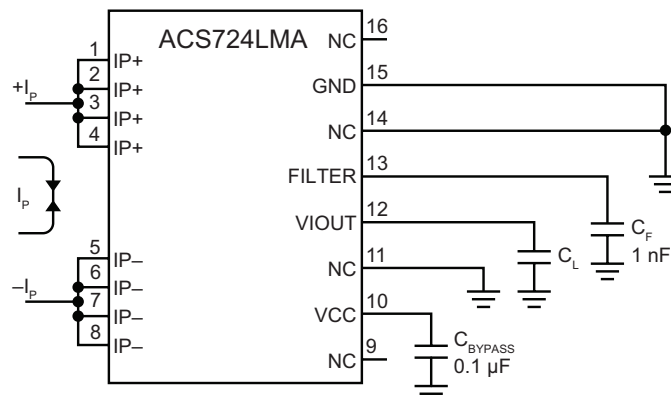 ACS724LMA
1 IP+
2 IP+
3 IP+
4 IP+
+IP
IP
5 IP–
6 IP–
7 IP–
8 IP–
–IP
NC 16
GND 15
NC 14
FILTER 13
VIOUT 12
NC 11
VCC 10
NC 9
CF
1 nF
CL
CBYPASS
0.1 µF